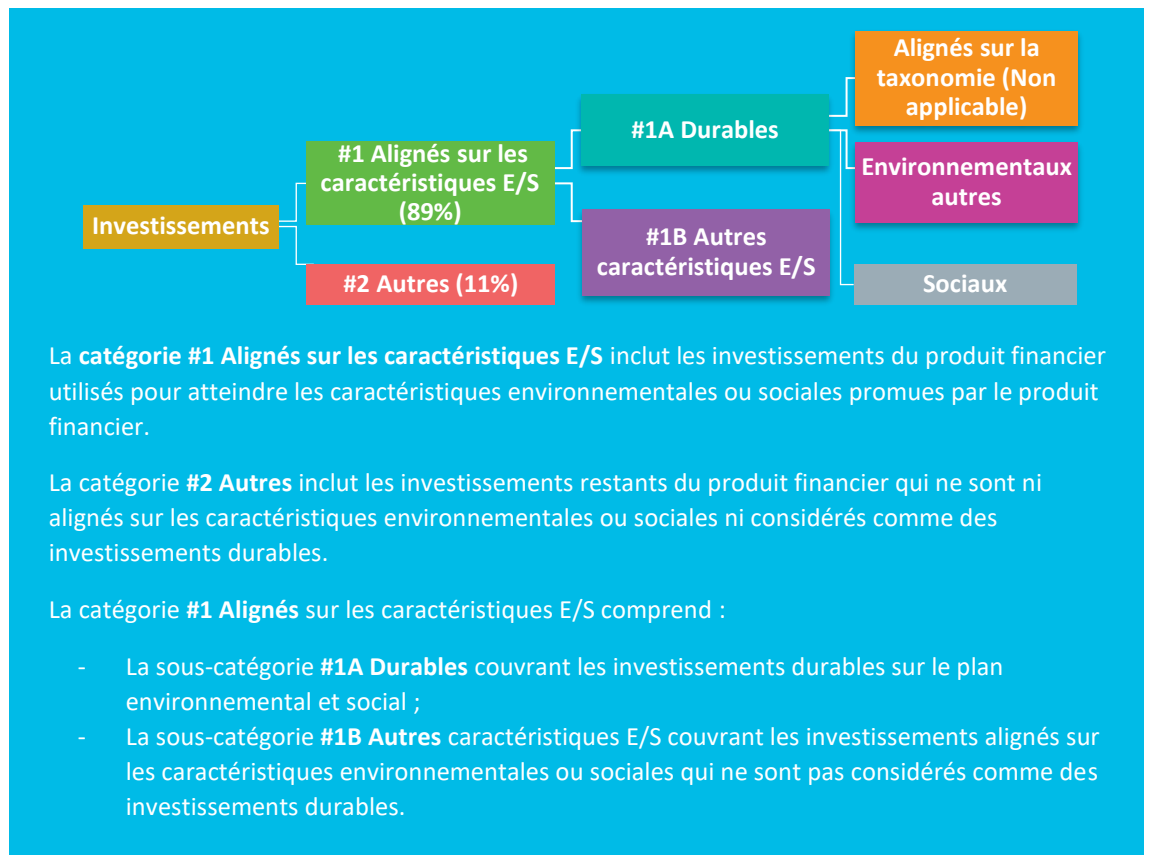 Investissements
#1 Alignés sur les
caractéristiques E/S
(89%)
#2 Autres (11%)
#1A Durables
#1B Autres
caractéristiques E/S
Alignés sur la
taxonomie (Non
applicable)
Environnementaux
autres
Sociaux
La catégorie #1 Alignés sur les caractéristiques E/S inclut les investissements du produit financier
utilisés pour atteindre les caractéristiques environnementales ou sociales promues par le produit
financier.
La catégorie #2 Autres inclut les investissements restants du produit financier qui ne sont ni
alignés sur les caractéristiques environnementales ou sociales ni considérés comme des
investissements durables.
La catégorie #1 Alignés sur les caractéristiques E/S comprend :
- La sous-catégorie #1A Durables couvrant les investissements durables sur le plan
environnemental et social ;
- La sous-catégorie #1B Autres caractéristiques E/S couvrant les investissements alignés sur
les caractéristiques environnementales ou sociales qui ne sont pas considérés comme des
investissements durables.